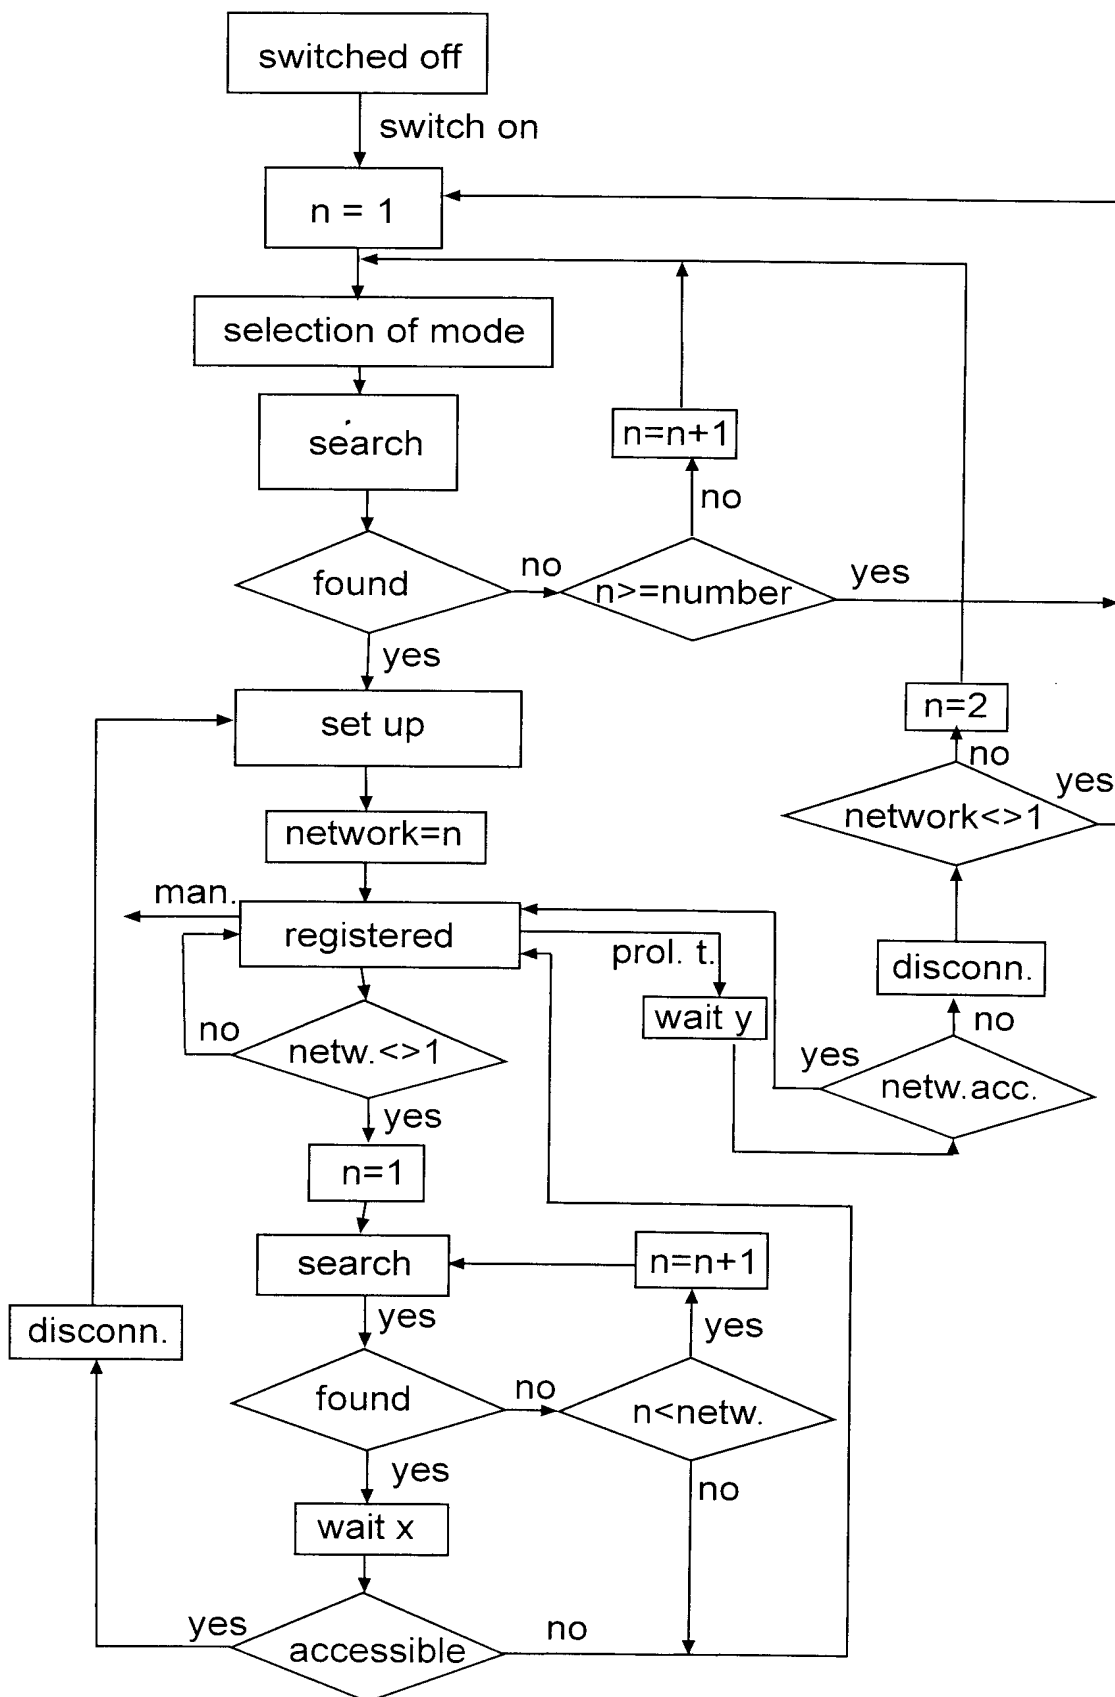 switched off
switch on
n = 1
selection of mode
search
n=n+1
no
found
no
n>=number
yes
yes
set up
n=2
no
yes
network<>1
network=n
man.
registered
prol. t.
disconn.
wait y
no
no
netw.<>1
yes
netw.acc.
yes
n=1
search
n=n+1
yes
yes
disconn.
found
no
n<netw.
yes
no
wait x
yes
accessible
no